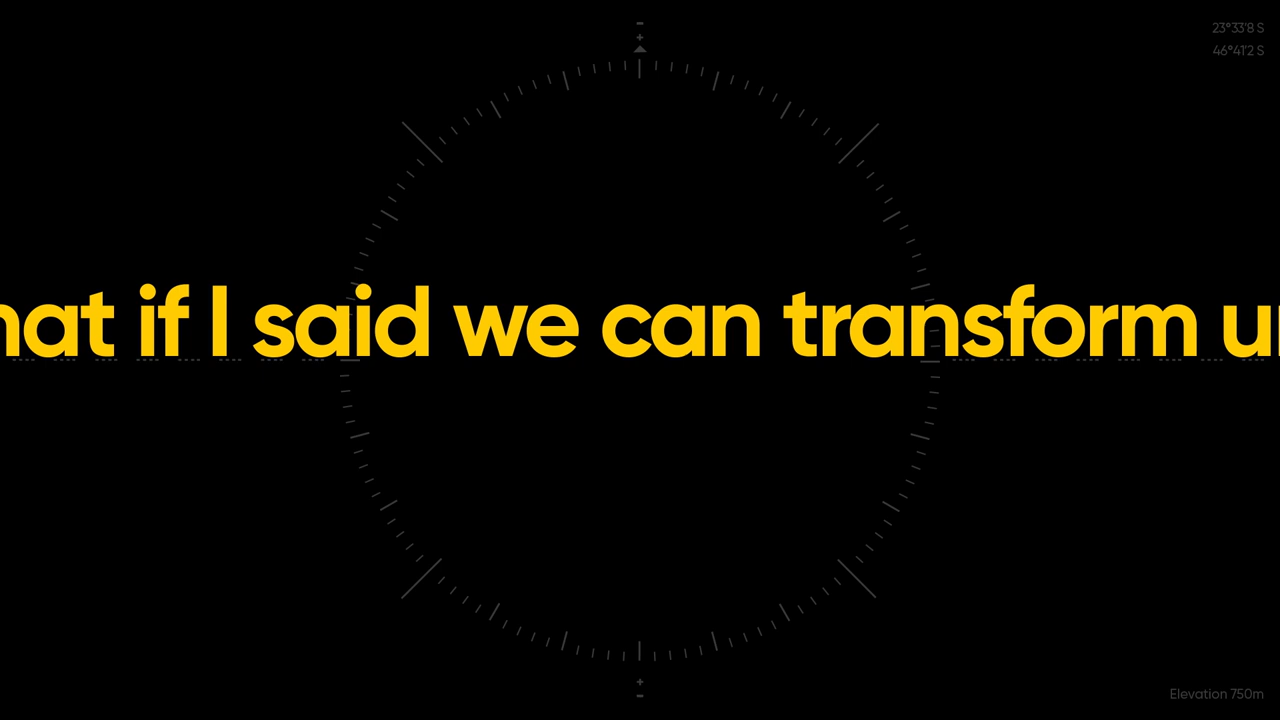 23°33'8 S
46°41'2 S
hat if I said we can transform u
Elevation 750m